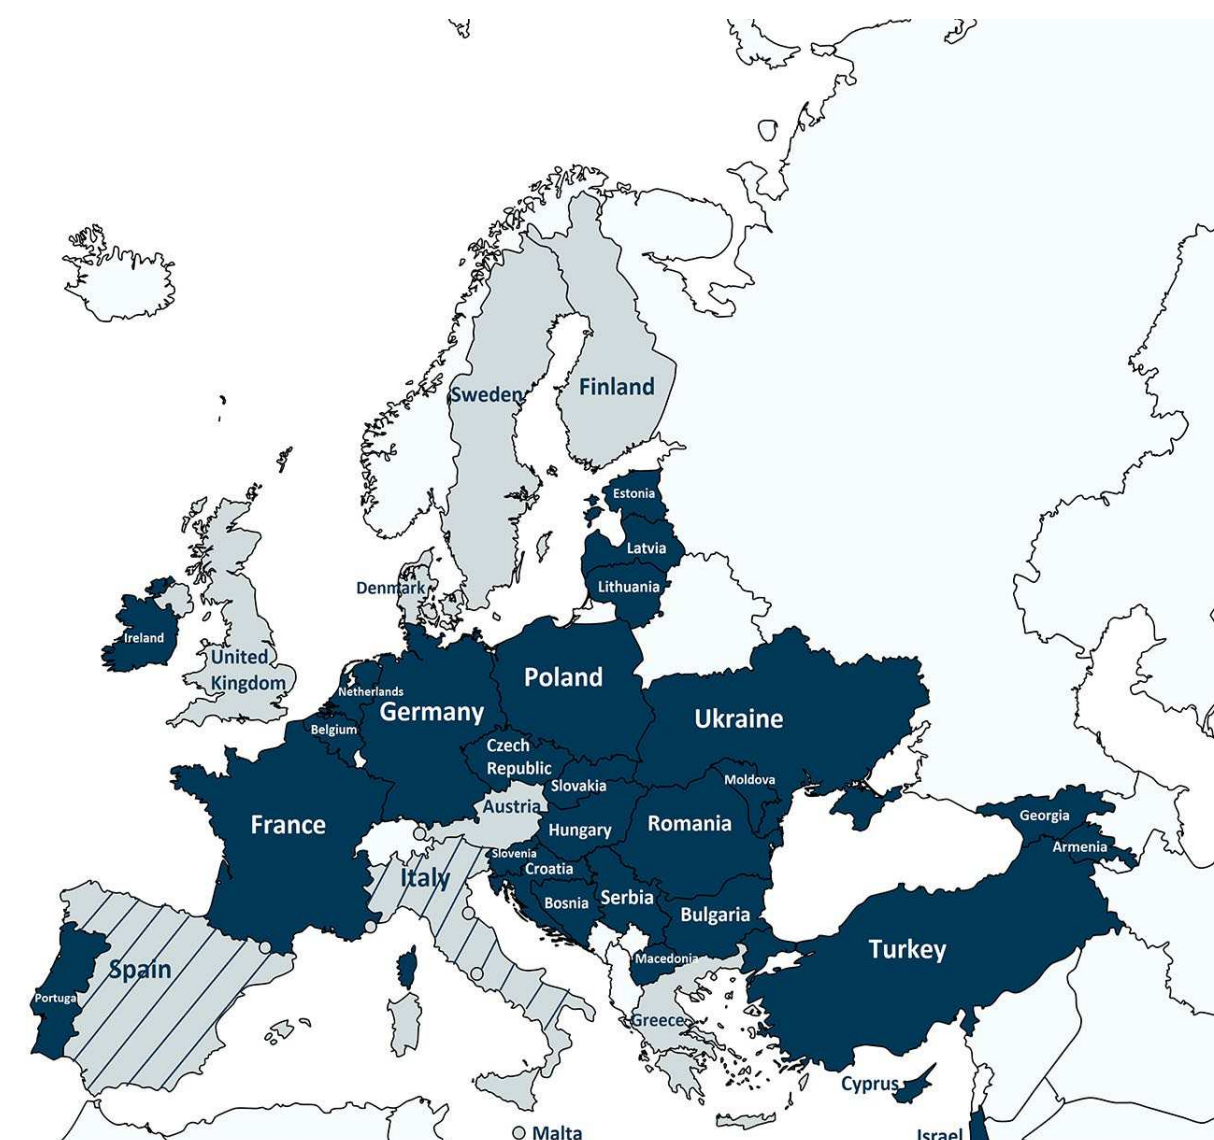 Sweden
Finland
Estonia
Latvia
Denmark
Lithuania
Ireland
United
Kingdom
Poland
Netherlands
Germany
Ukraine
Belgium
Czech
Republic
Moldova
Slovakia
Austria
Georgia
France
Hungary
Romania
Armenia
Slovenia
Croatia
Italy
Bosnia
Serbia
Bulgaria
Turkey
Macedonia
Spain
Portuga
Greece
Cyprus
Malta
Israel